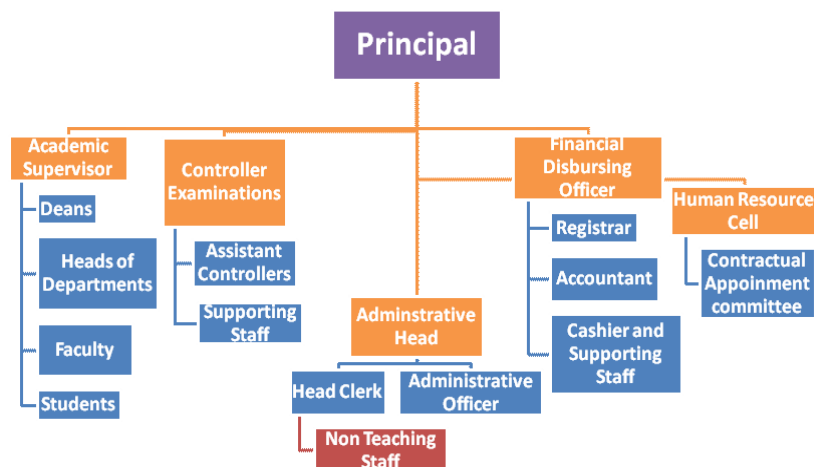 Principal
Academic
Supervisor
Deans
Heads of
Departments
Faculty
Students
Controller
Examinations
Assistant
Controllers
Supporting
Staff
Adminstrative
Head
Head Clerk
Non Teaching
Staff
Administrative
Officer
Financial
Disbursing
Officer
Registrar
Accountant
Cashier and
Supporting
Staff
Human Resource
Cell
Contractual
Appoinment
committee